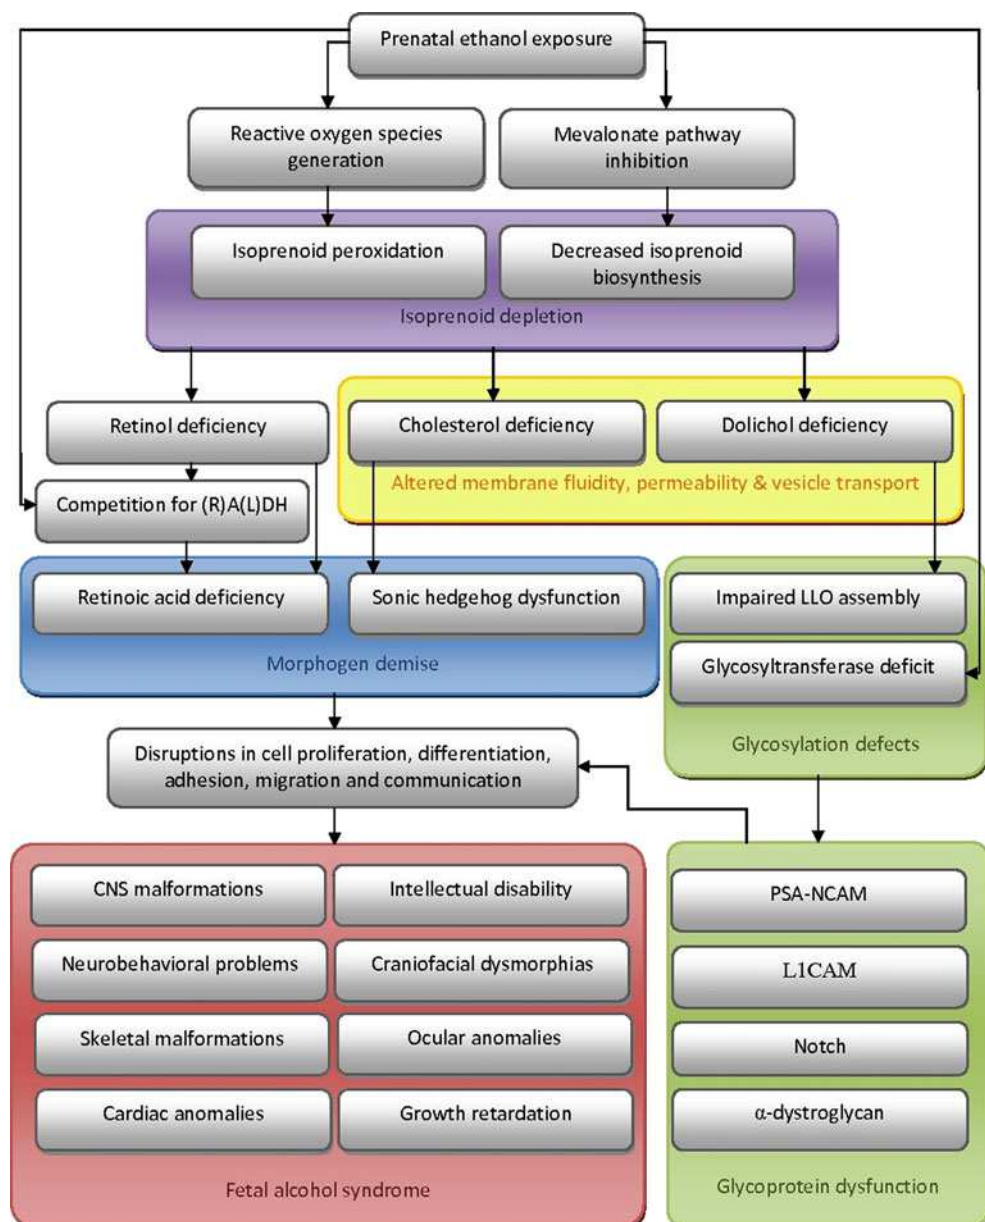 Prenatal ethanol exposure
Reactive oxygen species
generation
Mevalonate pathway
inhibition
Isoprenoid peroxidation
Decreased isoprenoid
biosynthesis
Isoprenoid depletion
Retinol deficiency
Cholesterol deficiency
Dolichol deficiency
Altered membrane fluidity, permeability & vesicle transport
Competition for (R)A(L)DH
Retinoic acid deficiency
Sonic hedgehog dysfunction
Morphogen demise
Impaired LLO assembly
Glycosyltransferase deficit
Glycosylation defects
Disruptions in cell proliferation, differentiation,
adhesion, migration and communication
CNS malformations
Intellectual disability
Neurobehavioral problems
Craniofacial dysmorphias
Skeletal malformations
Ocular anomalies
Cardiac anomalies
Growth retardation
Fetal alcohol syndrome
PSA-NCAM
L1CAM
Notch
α-dystroglycan
Glycoprotein dysfunction